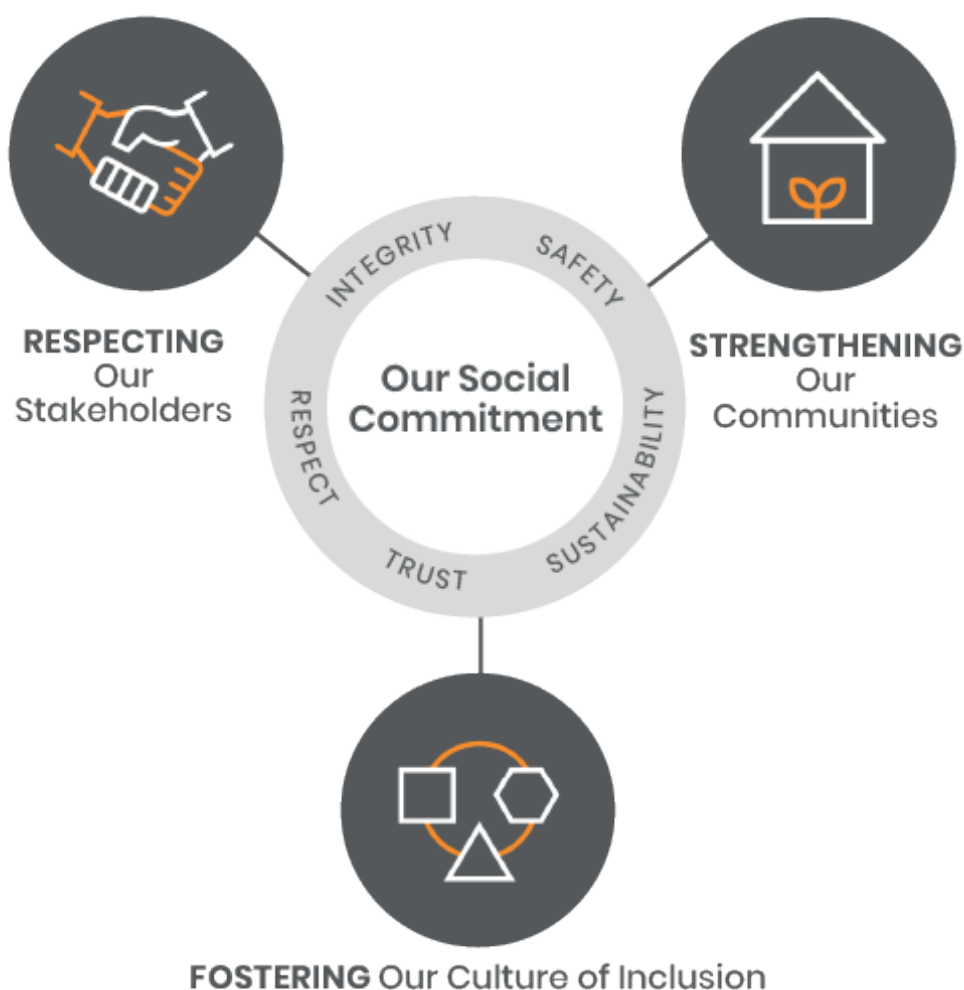 INTEGRITY
SAFETY
RESPECTING
Our
Stakeholders
STRENGTHENING
Our
Communities
Our Social
Commitment
RESPECT
SUSTAINABILITY
TRUST
FOSTERING Our Culture of Inclusion